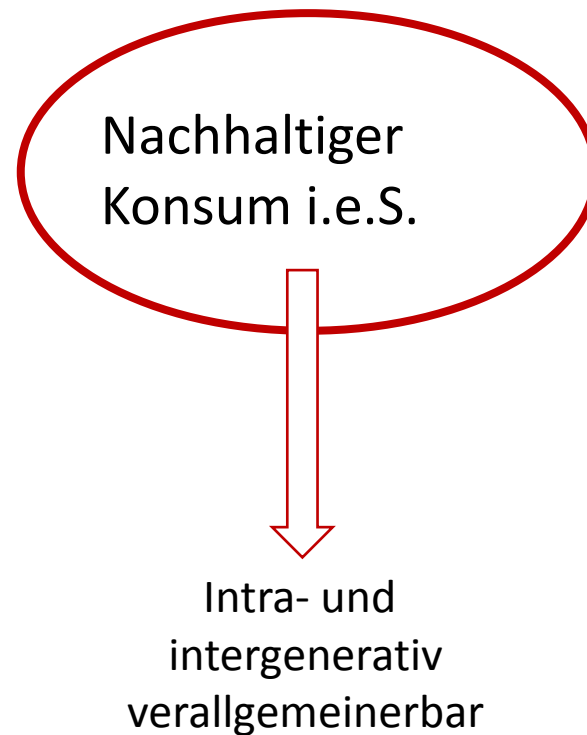 Nachhaltiger
Konsum i.e.S.
Intra- und
intergenerativ
verallgemeinerbar